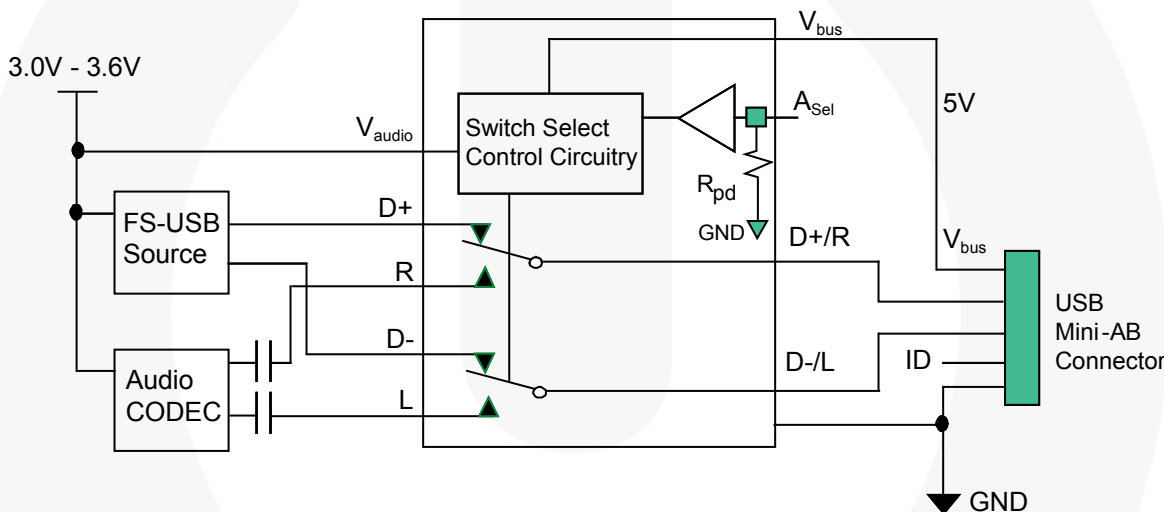 3.0V - 3.6V
Vbus
5V
ASel
Vaudio
Switch Select
Control Circuitry
Rpd
GND
FS-USB
Source
D+
R
D+/R
Vbus
USB
Mini-AB
Connector
D-
D-/L
ID
Audio
CODEC
L
GND